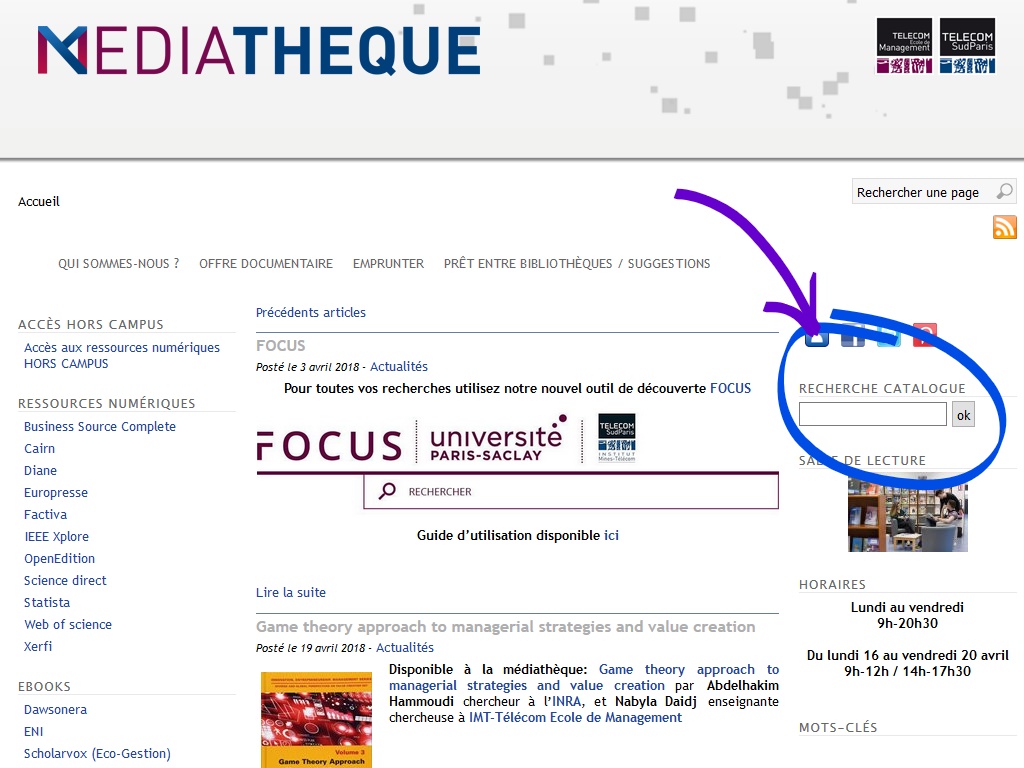 MEDIATHEQUE
TELECOM
Ecole de
Management
TELECOM
SudParis
Accueil
Rechercher une page
QUI SOMMES-NOUS ?
OFFRE DOCUMENTAIRE
EMPRUNTER
PRÊT ENTRE BIBLIOTHÈQUES / SUGGESTIONS
ACCÈS HORS CAMPUS
Accès aux ressources numériques
HORS CAMPUS
RESSOURCES NUMÉRIQUES
Business Source Complete
Cairn
Diane
Europresse
Factiva
IEEE Xplore
OpenEdition
Science direct
Statista
Web of science
Xerfi
EBOOKS
Dawsonera
ENI
Scholarvox (Eco-Gestion)
Précédents articles
FOCUS
Posté le 3 avril 2018 - Actualités
Pour toutes vos recherches utilisez notre nouvel outil de découverte FOCUS
FOCUS
université
PARIS-SACLAY
TELECOM
SudParis
INSTITUT
Mines-Télécom
RECHERCHER
Guide d'utilisation disponible ici
Lire la suite
Game theory approach to managerial strategies and value creation
Posté le 19 avril 2018 - Actualités
Volume 3
Game Theory Approach
Disponible à la médiathèque: Game theory approach to
managerial strategies and value creation par Abdelhakim
Hammoudi chercheur à l'INRA, et Nabyla Daidj enseignante
chercheuse à IMT-Télécom Ecole de Management
RECHERCHE CATALOGUE
ok
SALLE DE LECTURE
HORAIRES
Lundi au vendredi
9h-20h30
Du lundi 16 au vendredi 20 avril
9h-12h / 14h-17h30
MOTS-CLÉS